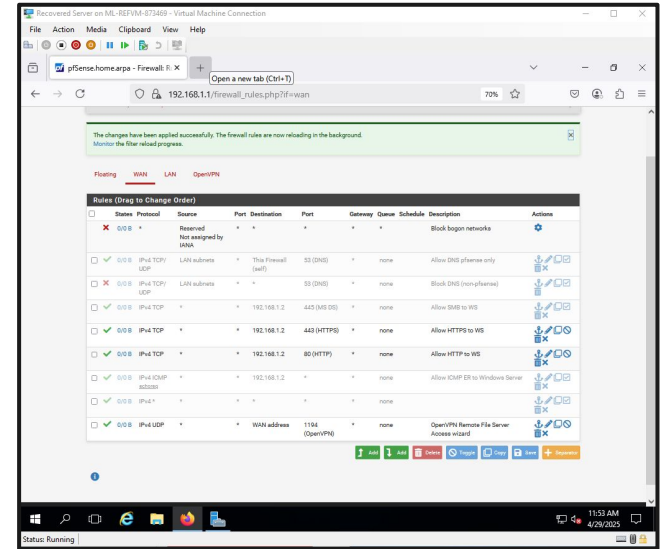 Recovered Server on ML-REFVM-873469 - Virtual Machine Connection
File Action Media Clipboard View Help
pfSense.home.arpa - Firewall: R
Open a new tab (Ctrl+T)
192.168.1.1/firewall_rules.php?if=wan 70%
The changes have been applied successfully. The firewall rules are now reloading in the background.
Monitor the filter reload progress.
Floating WAN LAN OpenVPN
Rules (Drag to Change Order)
States Protocol Source Port Destination Port Gateway Queue Schedule Description Actions
0/0 B * Reserved * * * * * Block bogon networks
Not assigned by
IANA
0/0 B IPv4 TCP/ LAN subnets * This Firewall 53 (DNS) * none Allow DNS pfsense only
UDP (self)
0/0 B IPv4 TCP/ LAN subnets * * 53 (DNS) * none Block DNS (non-pfsense)
UDP
0/0 B IPv4 TCP * * 192.168.1.2 445 (MS DS) * none Allow SMB to WS
0/0 B IPv4 TCP * * 192.168.1.2 443 (HTTPS) * none Allow HTTPS to WS
0/0 B IPv4 TCP * * 192.168.1.2 80 (HTTP) * none Allow HTTP to WS
0/0 B IPv4 ICMP * * 192.168.1.2 * * none Allow ICMP ER to Windows Server
echoreq
0/0 B IPv4 * * * * * * none
0/0 B IPv4 UDP * * WAN address 1194 * none OpenVPN Remote File Server
(OpenVPN) Access wizard
Add Add Delete Toggle Copy Save Separator
11:53 AM
4/29/2025
Status: Running